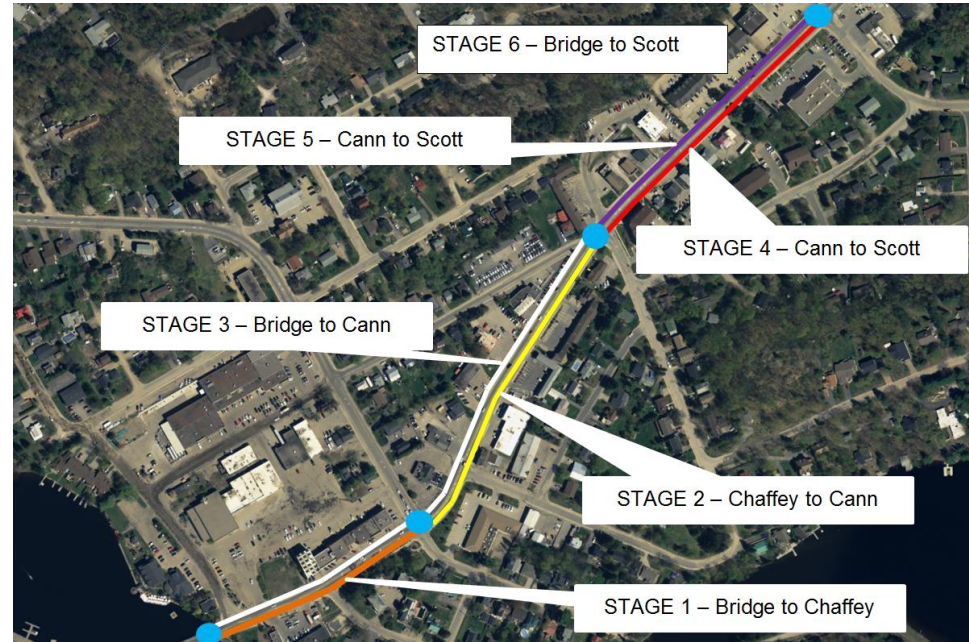 STAGE 6 – Bridge to Scott
STAGE 5 – Cann to Scott
STAGE 4 – Cann to Scott
STAGE 3 – Bridge to Cann
STAGE 2 – Chaffey to Cann
STAGE 1 – Bridge to Chaffey